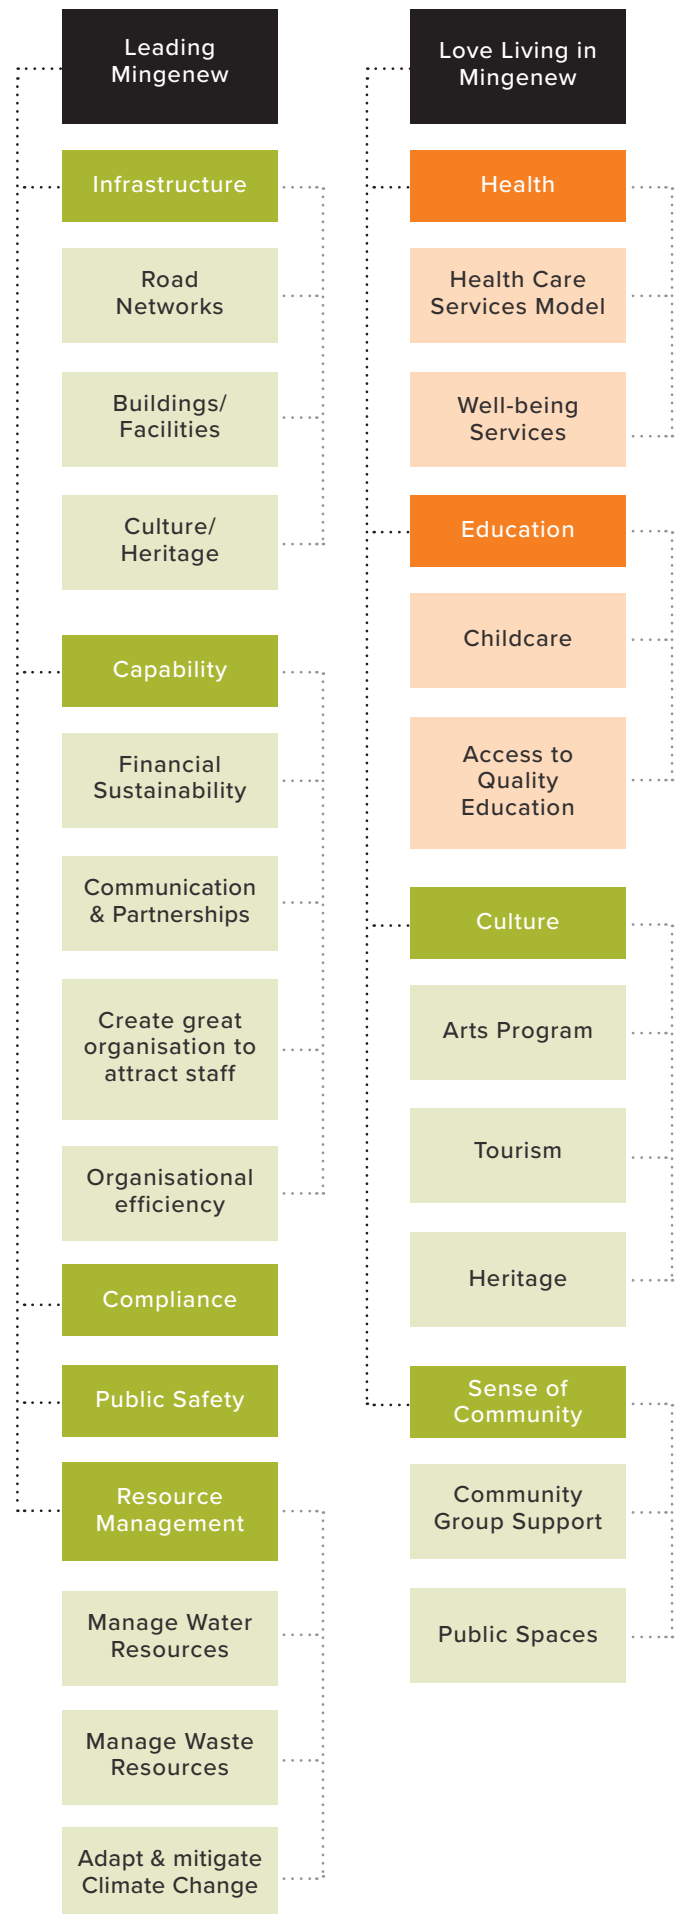 Leading
Mingenew
Infrastructure
Road
Networks
Buildings/
Facilities
Culture/
Heritage
Capability
Financial
Sustainability
Communication
& Partnerships
Create great
organisation to
attract staff
Organisational
efficiency
Compliance
Public Safety
Resource
Management
Manage Water
Resources
Manage Waste
Resources
Adapt & mitigate
Climate Change
Love Living in
Mingenew
Health
Health Care
Services Model
Well-being
Services
Education
Childcare
Access to
Quality
Education
Culture
Arts Program
Tourism
Heritage
Sense of
Community
Community
Group Support
Public Spaces